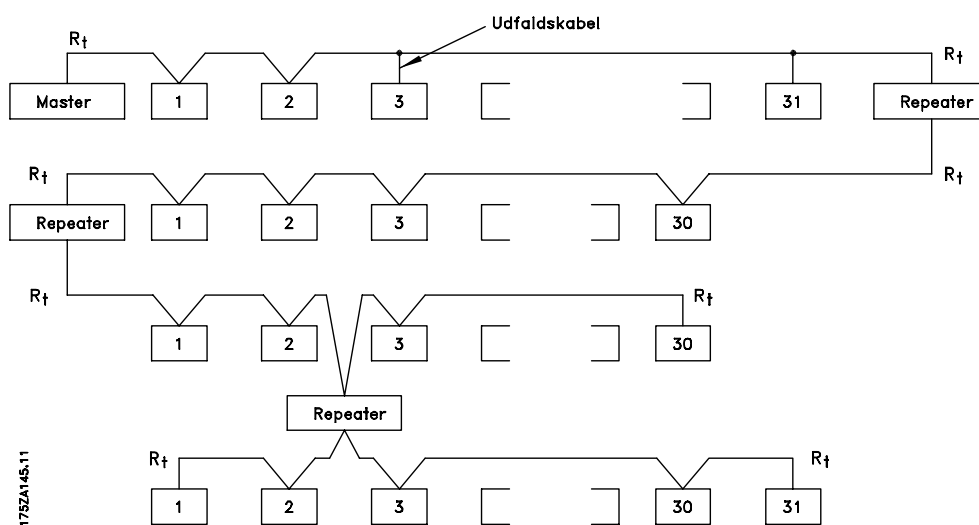 Udfaldskabel
Rt Rt
Master 1 2 3 31 Repeater
Rt Rt
Repeater 1 2 3 30
Rt Rt
1 2 3 30
Repeater
Rt Rt
1 2 3 30 31
175ZA145.11